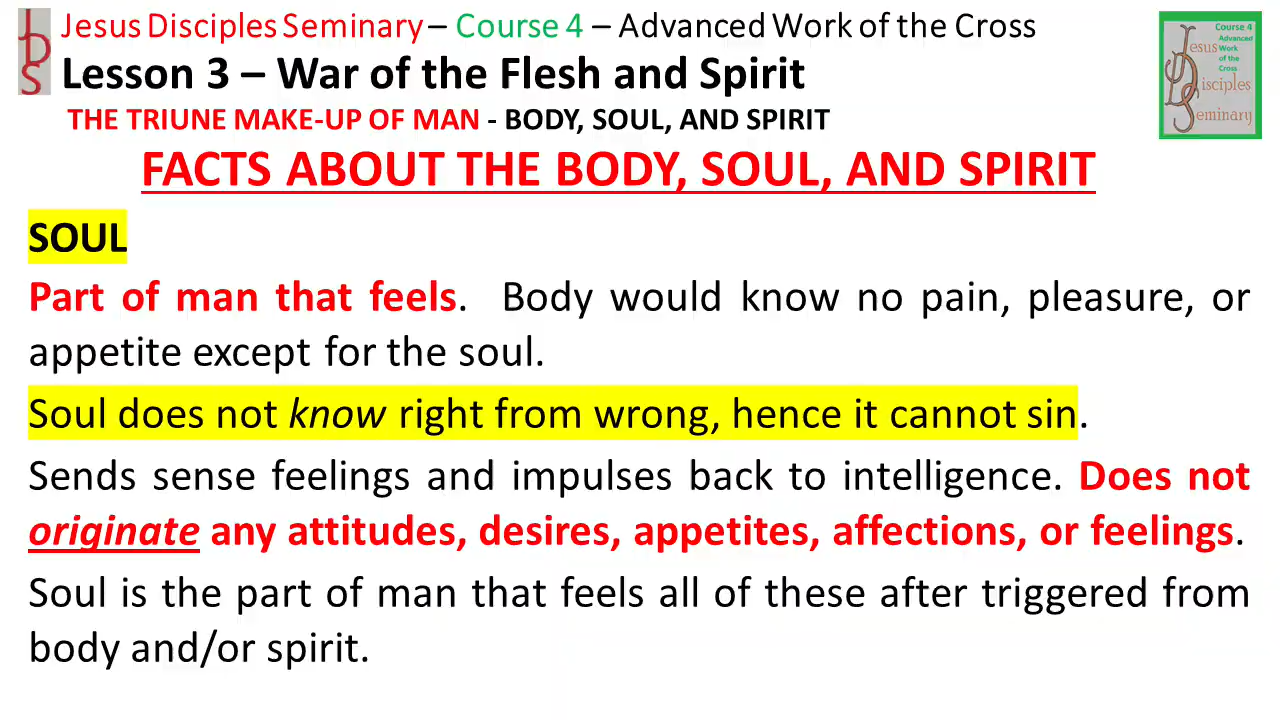 JDS
Jesus Disciples Seminary – Course 4 – Advanced Work of the Cross
Lesson 3 – War of the Flesh and Spirit
THE TRIUNE MAKE-UP OF MAN - BODY, SOUL, AND SPIRIT
Course 4
Advanced
Work
of the
Cross
Jesus
Disciples
Seminary
FACTS ABOUT THE BODY, SOUL, AND SPIRIT
SOUL
Part of man that feels. Body would know no pain, pleasure, or
appetite except for the soul.
Soul does not know right from wrong, hence it cannot sin.
Sends sense feelings and impulses back to intelligence. Does not
originate any attitudes, desires, appetites, affections, or feelings.
Soul is the part of man that feels all of these after triggered from
body and/or spirit.